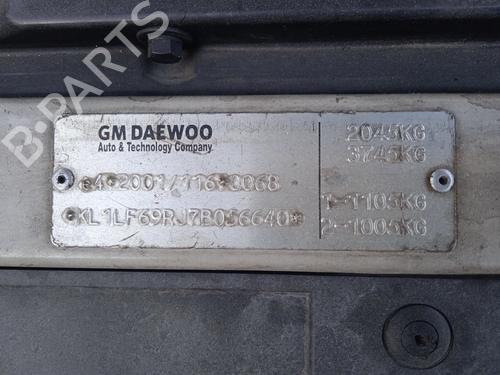 B-PARTS
GM DAEWOO
Auto & Technology Company
e4*2001/116*0068
*KL1LF69RJ7B056640*
2045KG
3745KG
1-1105KG
2-1005KG